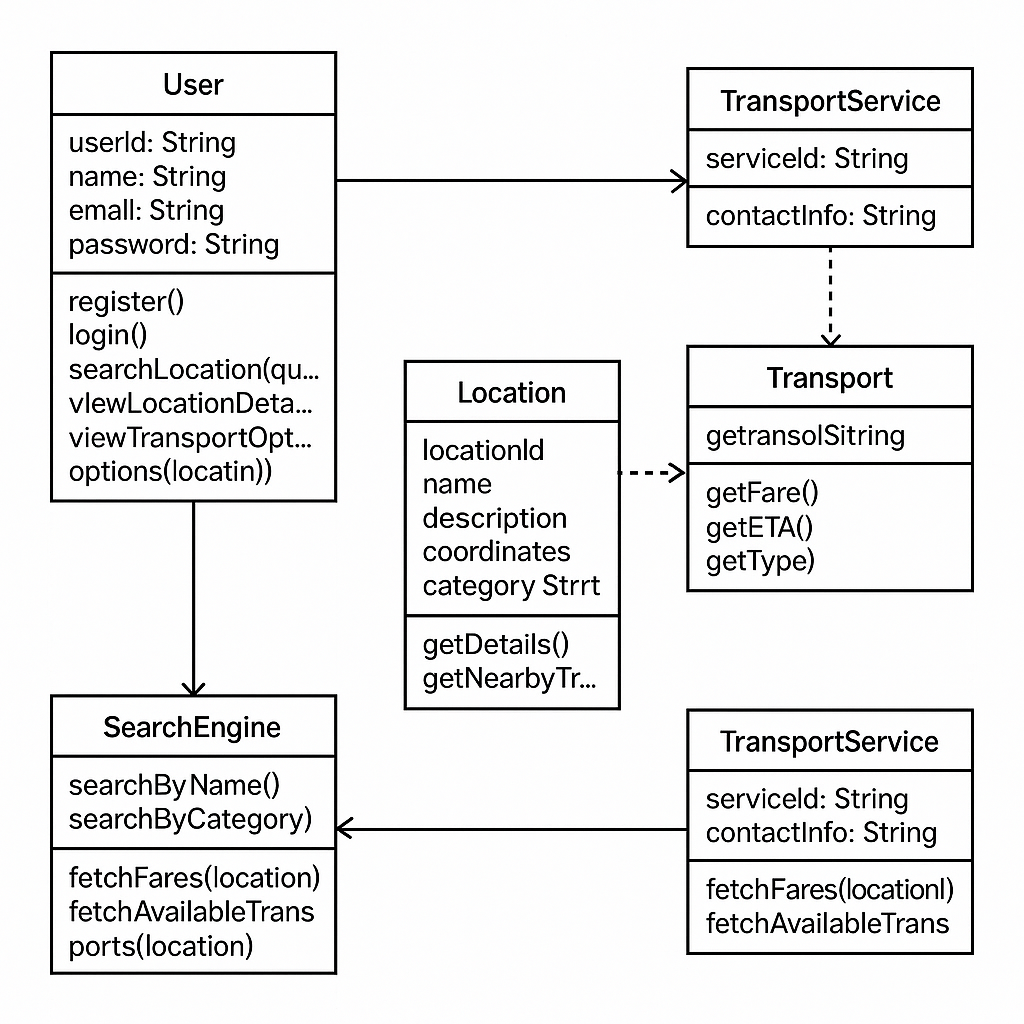 User
userId: String
name: String
emall: String
password: String
register()
login()
searchLocation(qu...
vIewLocationDeta...
viewTransportOpt...
options(locatin))
TransportService
serviceId: String
contactInfo: String
Location
locationId
name
description
coordinates
category Strrt
getDetails()
getNearbyTr...
Transport
getransolSitring
getFare()
getETA()
getType)
SearchEngine
searchByName()
searchByCategory)
fetchFares(location)
fetchAvailableTrans
ports(location)
TransportService
serviceId: String
contactInfo: String
fetchFares(locationl)
fetchAvailableTrans